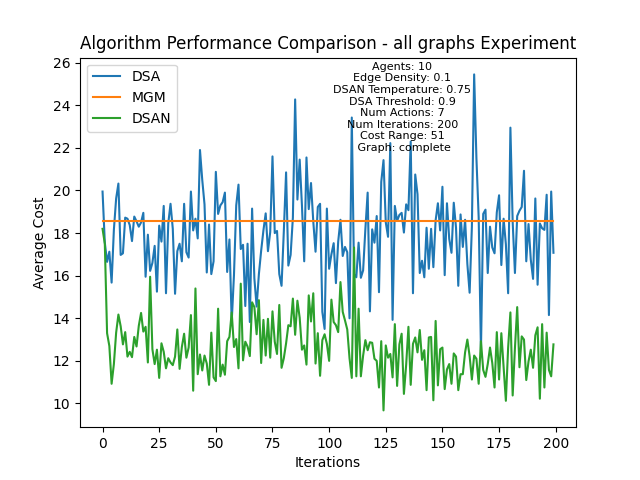 Algorithm Performance Comparison - all graphs Experiment
DSA
MGM
DSAN
Agents: 10
Edge Density: 0.1
DSAN Temperature: 0.75
DSA Threshold: 0.9
Num Actions: 7
Num Iterations: 200
Cost Range: 51
Graph: complete
Average Cost
26
24
22
20
18
16
14
12
10
0 25 50 75 100 125 150 175 200
Iterations